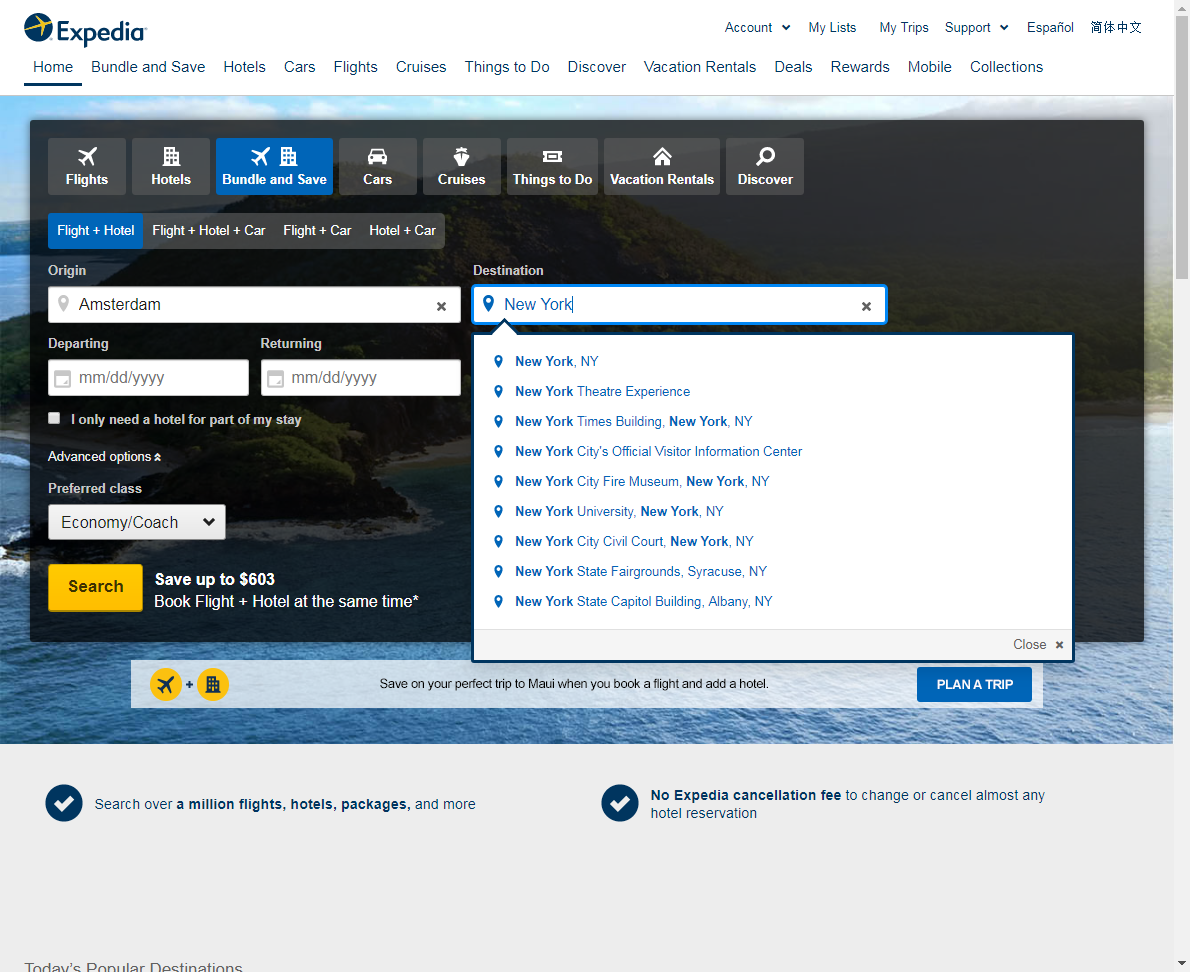 Expedia
Account My Lists My Trips Support Español 简体中文
Home Bundle and Save Hotels Cars Flights Cruises Things to Do Discover Vacation Rentals Deals Rewards Mobile Collections
Flights Hotels Bundle and Save Cars Cruises Things to Do Vacation Rentals Discover
Flight + Hotel Flight + Hotel + Car Flight + Car Hotel + Car
Origin Destination
Amsterdam × New York ×
Departing Returning
mm/dd/yyyy mm/dd/yyyy
I only need a hotel for part of my stay
Advanced options
Preferred class
Economy/Coach
Search
Save up to $603
Book Flight + Hotel at the same time*
New York, NY
New York Theatre Experience
New York Times Building, New York, NY
New York City's Official Visitor Information Center
New York City Fire Museum, New York, NY
New York University, New York, NY
New York City Civil Court, New York, NY
New York State Fairgrounds, Syracuse, NY
New York State Capitol Building, Albany, NY
Close ×
+ Save on your perfect trip to Maui when you book a flight and add a hotel. PLAN A TRIP
Search over a million flights, hotels, packages, and more
No Expedia cancellation fee to change or cancel almost any
hotel reservation
Today's Popular Destinations